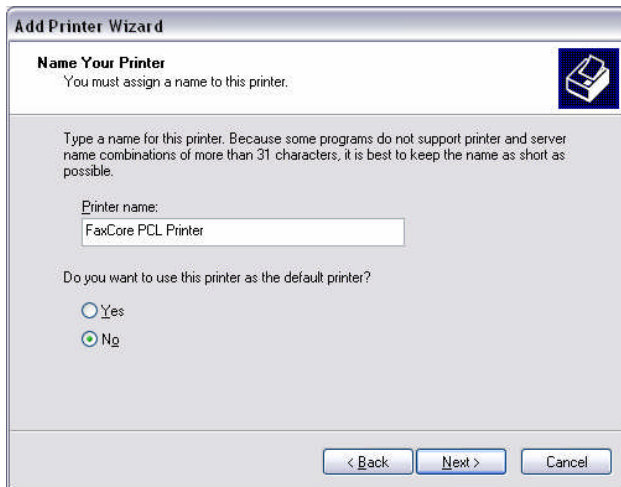 Add Printer Wizard
Name Your Printer
You must assign a name to this printer.
Type a name for this printer. Because some programs do not support printer and server
name combinations of more than 31 characters, it is best to keep the name as short as
possible.
Printer name:
FaxCore PCL Printer
Do you want to use this printer as the default printer?
Yes
No
< Back Next > Cancel